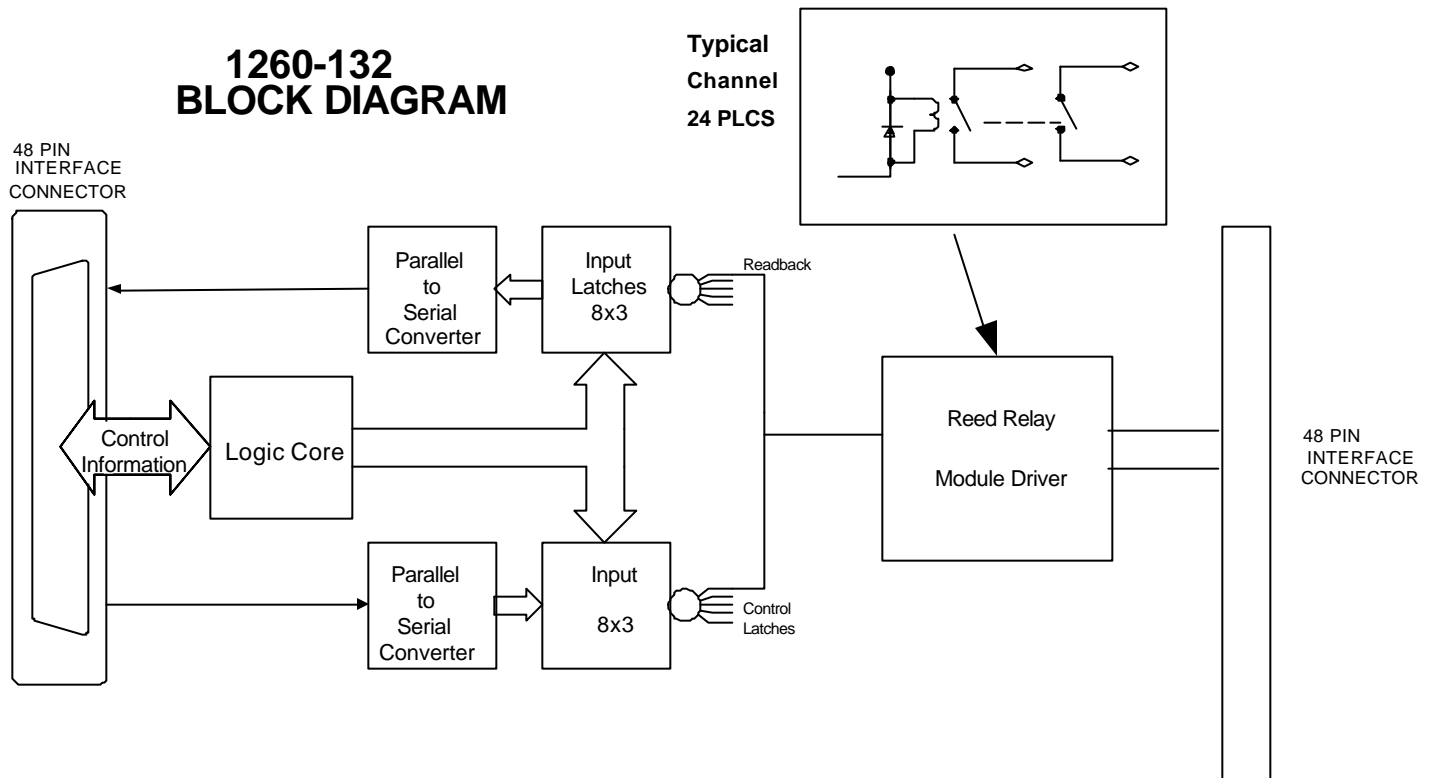 1260-132
BLOCK DIAGRAM
Typical
Channel
24 PLCS
48 PIN
INTERFACE
CONNECTOR
Parallel
to
Serial
Converter
Input
Latches
8x3
Readback
Control
Information
Logic Core
Reed Relay
Module Driver
48 PIN
INTERFACE
CONNECTOR
Parallel
to
Serial
Converter
Input
8x3
Control
Latches